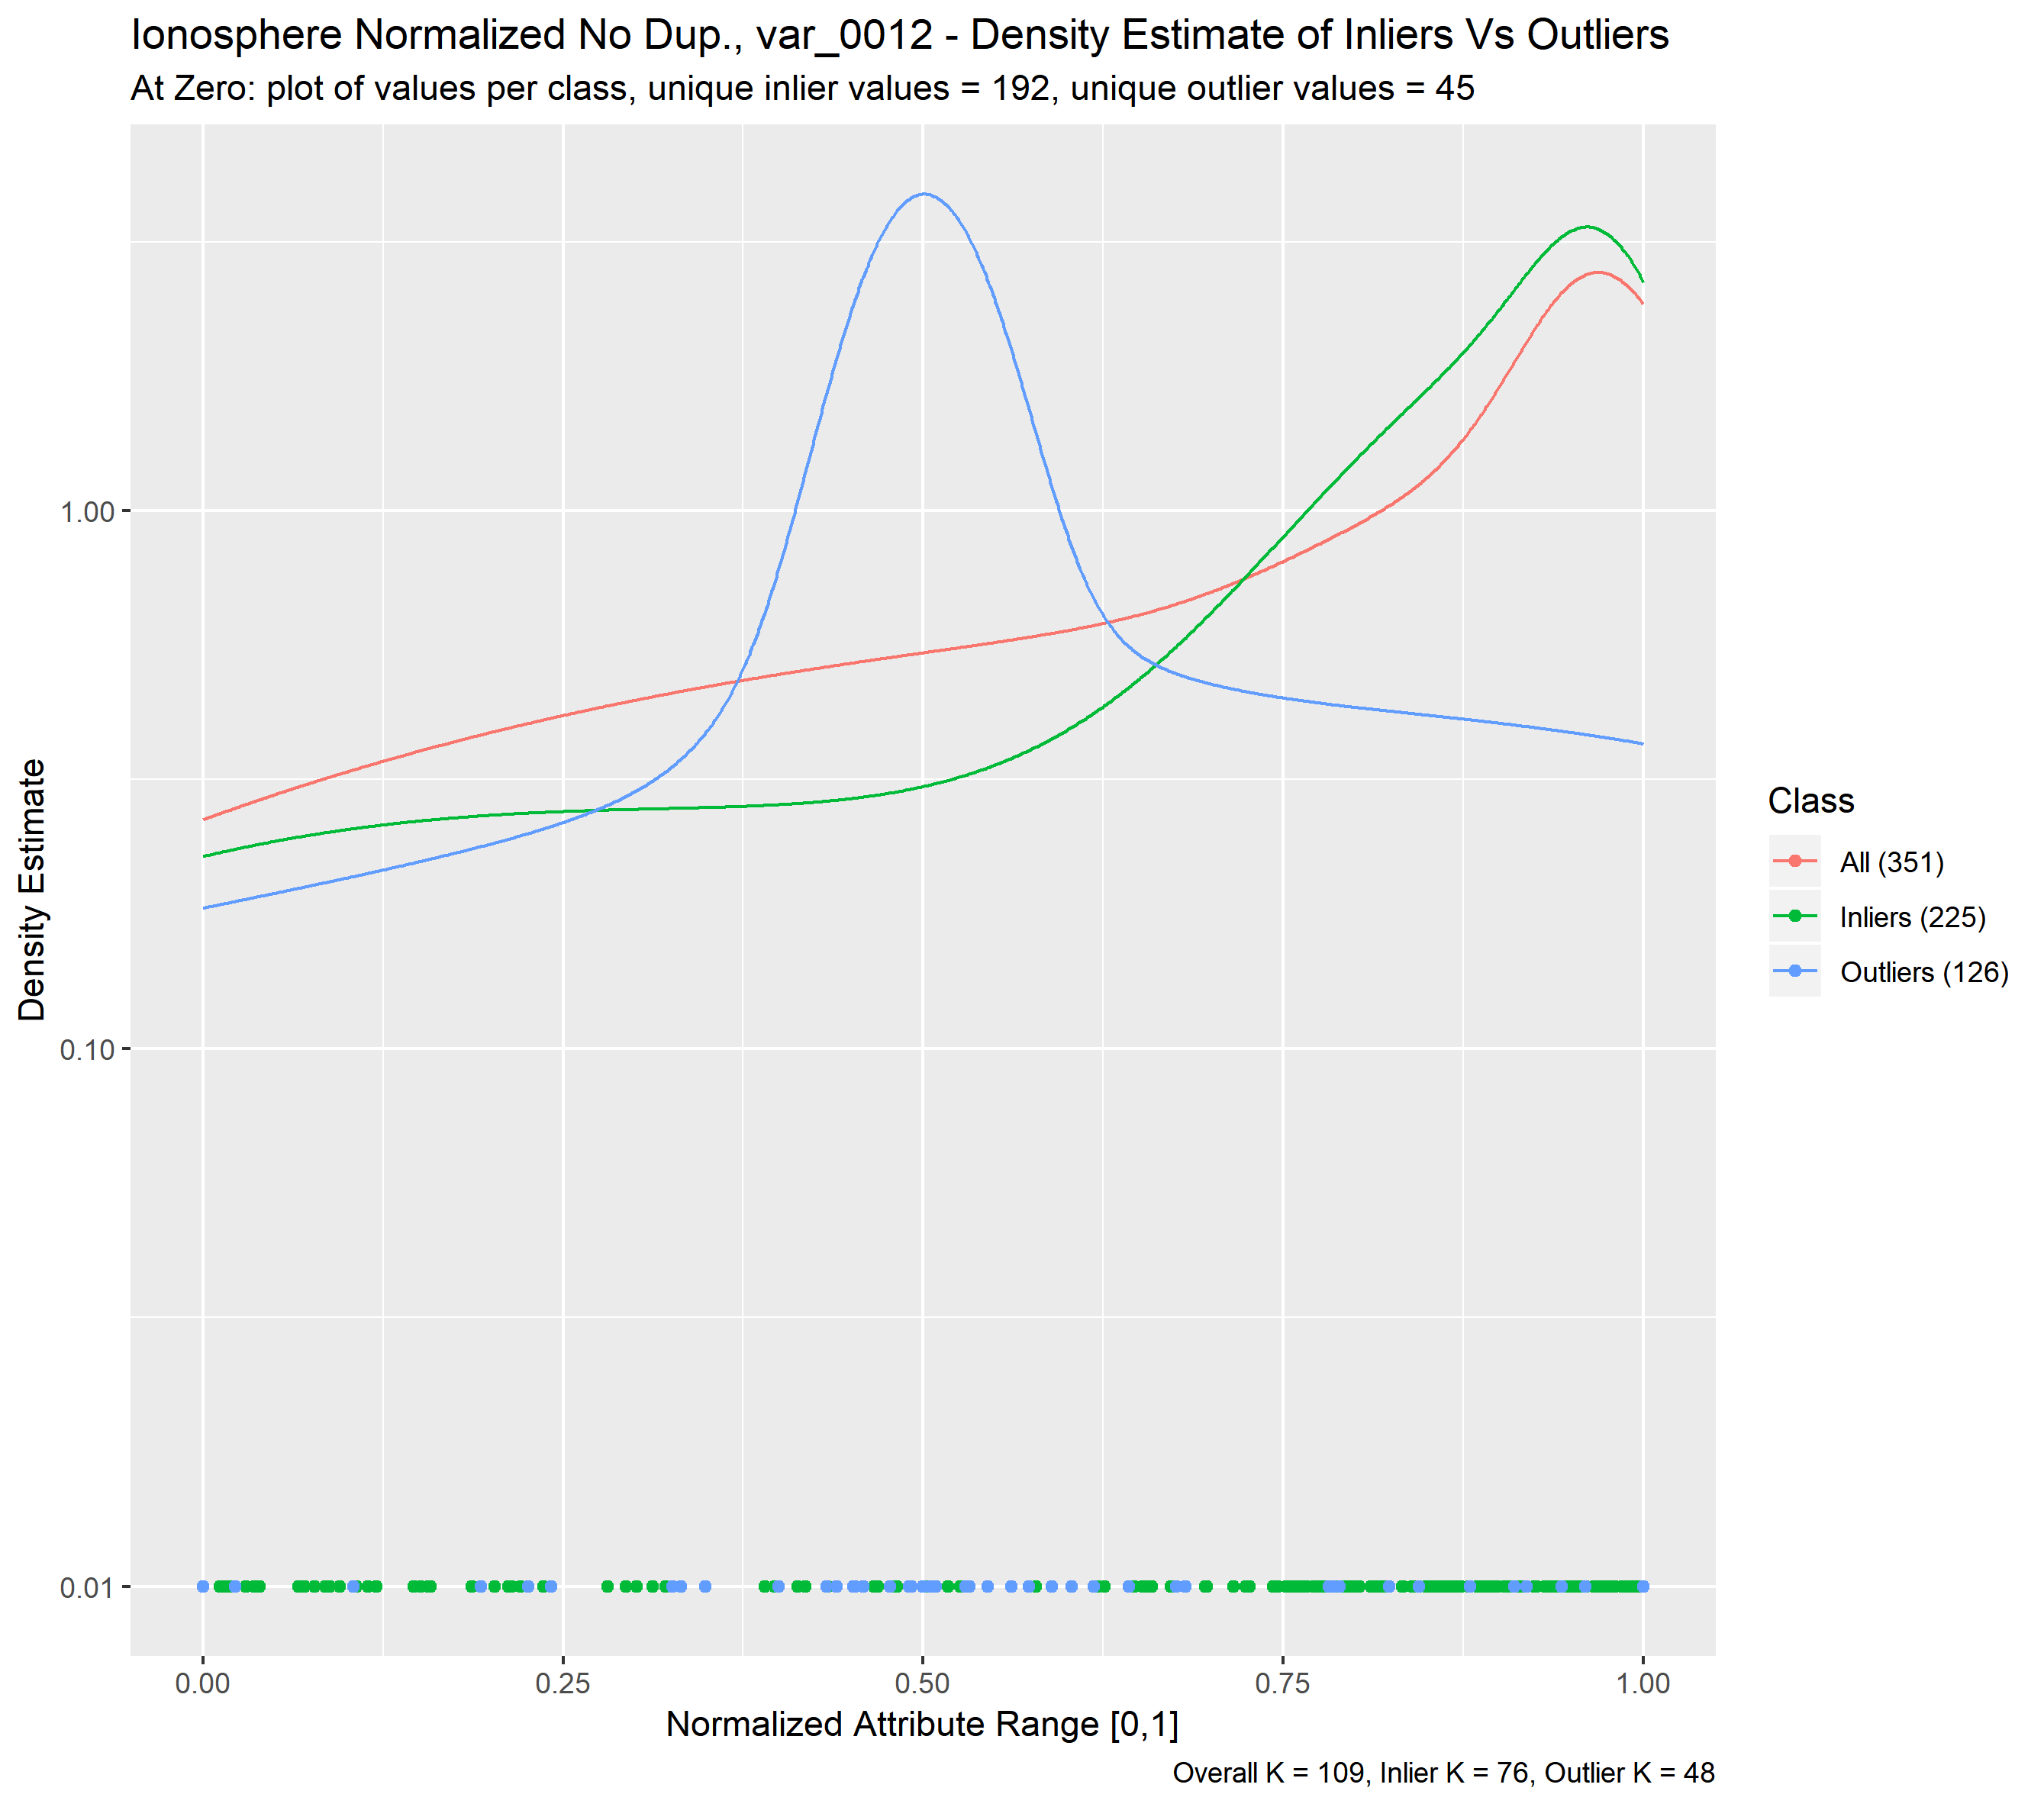 Ionosphere Normalized No Dup., var_0012 - Density Estimate of Inliers Vs Outliers
At Zero: plot of values per class, unique inlier values = 192, unique outlier values = 45
Density Estimate
1.00
0.10
0.01
0.00
0.25
0.50
0.75
1.00
Normalized Attribute Range [0,1]
Class
All (351)
Inliers (225)
Outliers (126)
Overall K = 109, Inlier K = 76, Outlier K = 48